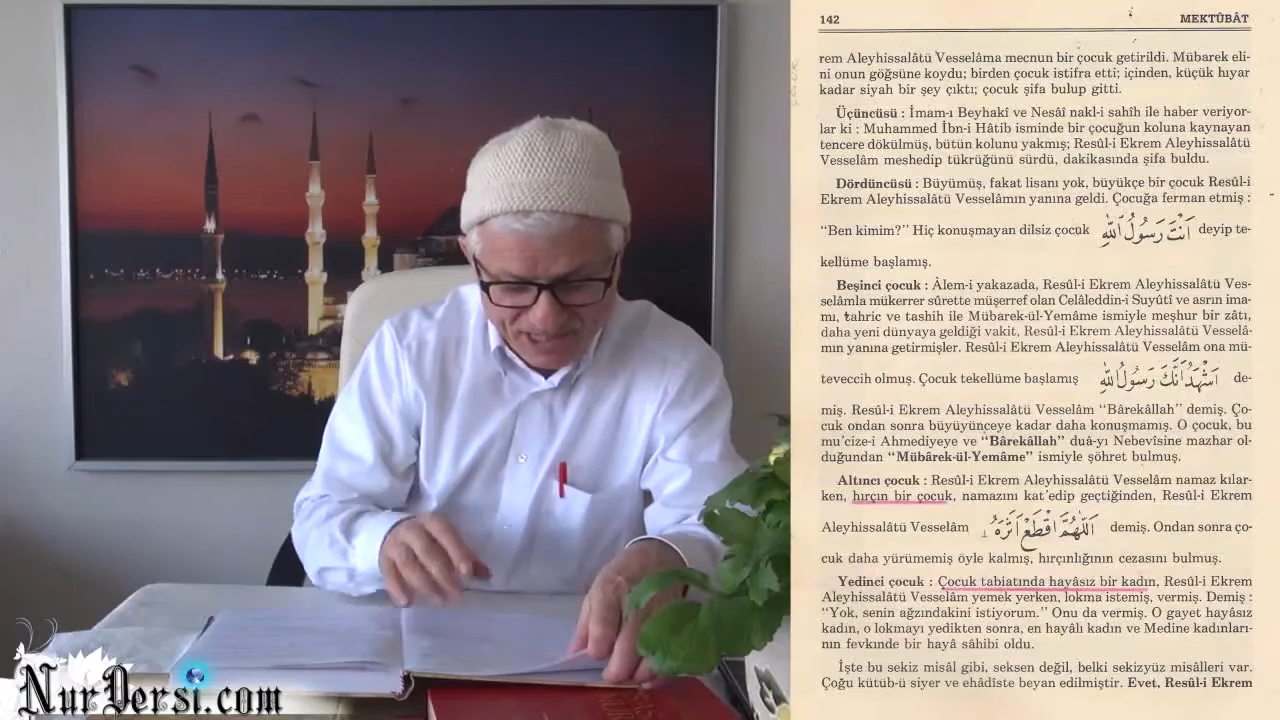 142 MEKTÛBÂT
rem Aleyhissalâtü Vesselâma mecnun bir çocuk getirildi. Mübarek eli-
ni onun göğsüne koydu; birden çocuk istifra etti; içinden, küçük hıyar
kadar siyah bir şey çıktı; çocuk şifa bulup gitti.
Üçüncüsü : İmam-ı Beyhakî ve Nesâî nakl-i sahîh ile haber veriyor-
lar ki : Muhammed İbn-i Hâtib isminde bir çocuğun koluna kaynayan
tencere dökülmüş, bütün kolunu yakmış; Resûl-i Ekrem Aleyhissalâtü
Vesselâm meshedip tükrüğünü sürdü, dakikasında şifa buldu.
Dördüncüsü : Büyümüş, fakat lisanı yok, büyükçe bir çocuk Resûl-i
Ekrem Aleyhissalâtü Vesselâmın yanına geldi. Çocuğa ferman etmiş :
“Ben kimim?” Hiç konuşmayan dilsiz çocuk اَنْتَ رَسُولُ اللّٰهِ deyip te-
kellüme başlamış.
Beşinci çocuk : Âlem-i yakazada, Resûl-i Ekrem Aleyhissalâtü Ves-
selâmla mükerrer sûrette müşerref olan Celâleddin-i Suyûtî ve asrın ima-
mı, tahric ve tashih ile Mübarek-ül-Yemâme ismiyle meşhur bir zâtı,
daha yeni dünyaya geldiği vakit, Resûl-i Ekrem Aleyhissalâtü Vesselâ-
mın yanına getirmişler. Resûl-i Ekrem Aleyhissalâtü Vesselâm ona mü-
teveccih olmuş. Çocuk tekellüme başlamış اَشْهَدُ اَنَّكَ رَسُولُ اللّٰهِ de-
miş. Resûl-i Ekrem Aleyhissalâtü Vesselâm “Bârekallah” demiş. Ço-
cuk ondan sonra büyüyünceye kadar daha konuşmamış. O çocuk, bu
mu'cize-i Ahmediyeye ve “Bârekâllah” duâ-yı Nebevîsine mazhar ol-
duğundan “Mübârek-ül-Yemâme” ismiyle şöhret bulmuş.
Altıncı çocuk : Resûl-i Ekrem Aleyhissalâtü Vesselâm namaz kılar-
ken, hırçın bir çocuk, namazını kat'edip geçtiğinden, Resûl-i Ekrem
Aleyhissalâtü Vesselâm اَللّٰهُمَّ اقْطَعْ اَثَرَهُ demiş. Ondan sonra ço-
cuk daha yürümemiş öyle kalmış, hırçınlığının cezasını bulmuş.
Yedinci çocuk : Çocuk tabiatında hayâsız bir kadın, Resûl-i Ekrem
Aleyhissalâtü Vesselâm yemek yerken, lokma istemiş, vermiş. Demiş :
“Yok, senin ağzındakini istiyorum.” Onu da vermiş. O gayet hayâsız
kadın, o lokmayı yedikten sonra, en hayâlı kadın ve Medine kadınları-
nın fevkınde bir hayâ sâhibi oldu.
İşte bu sekiz misâl gibi, seksen değil, belki sekizyüz misâlleri var.
Çoğu kütüb-ü siyer ve ehâdiste beyan edilmiştir. Evet, Resûl-i Ekrem
NurDersi.com